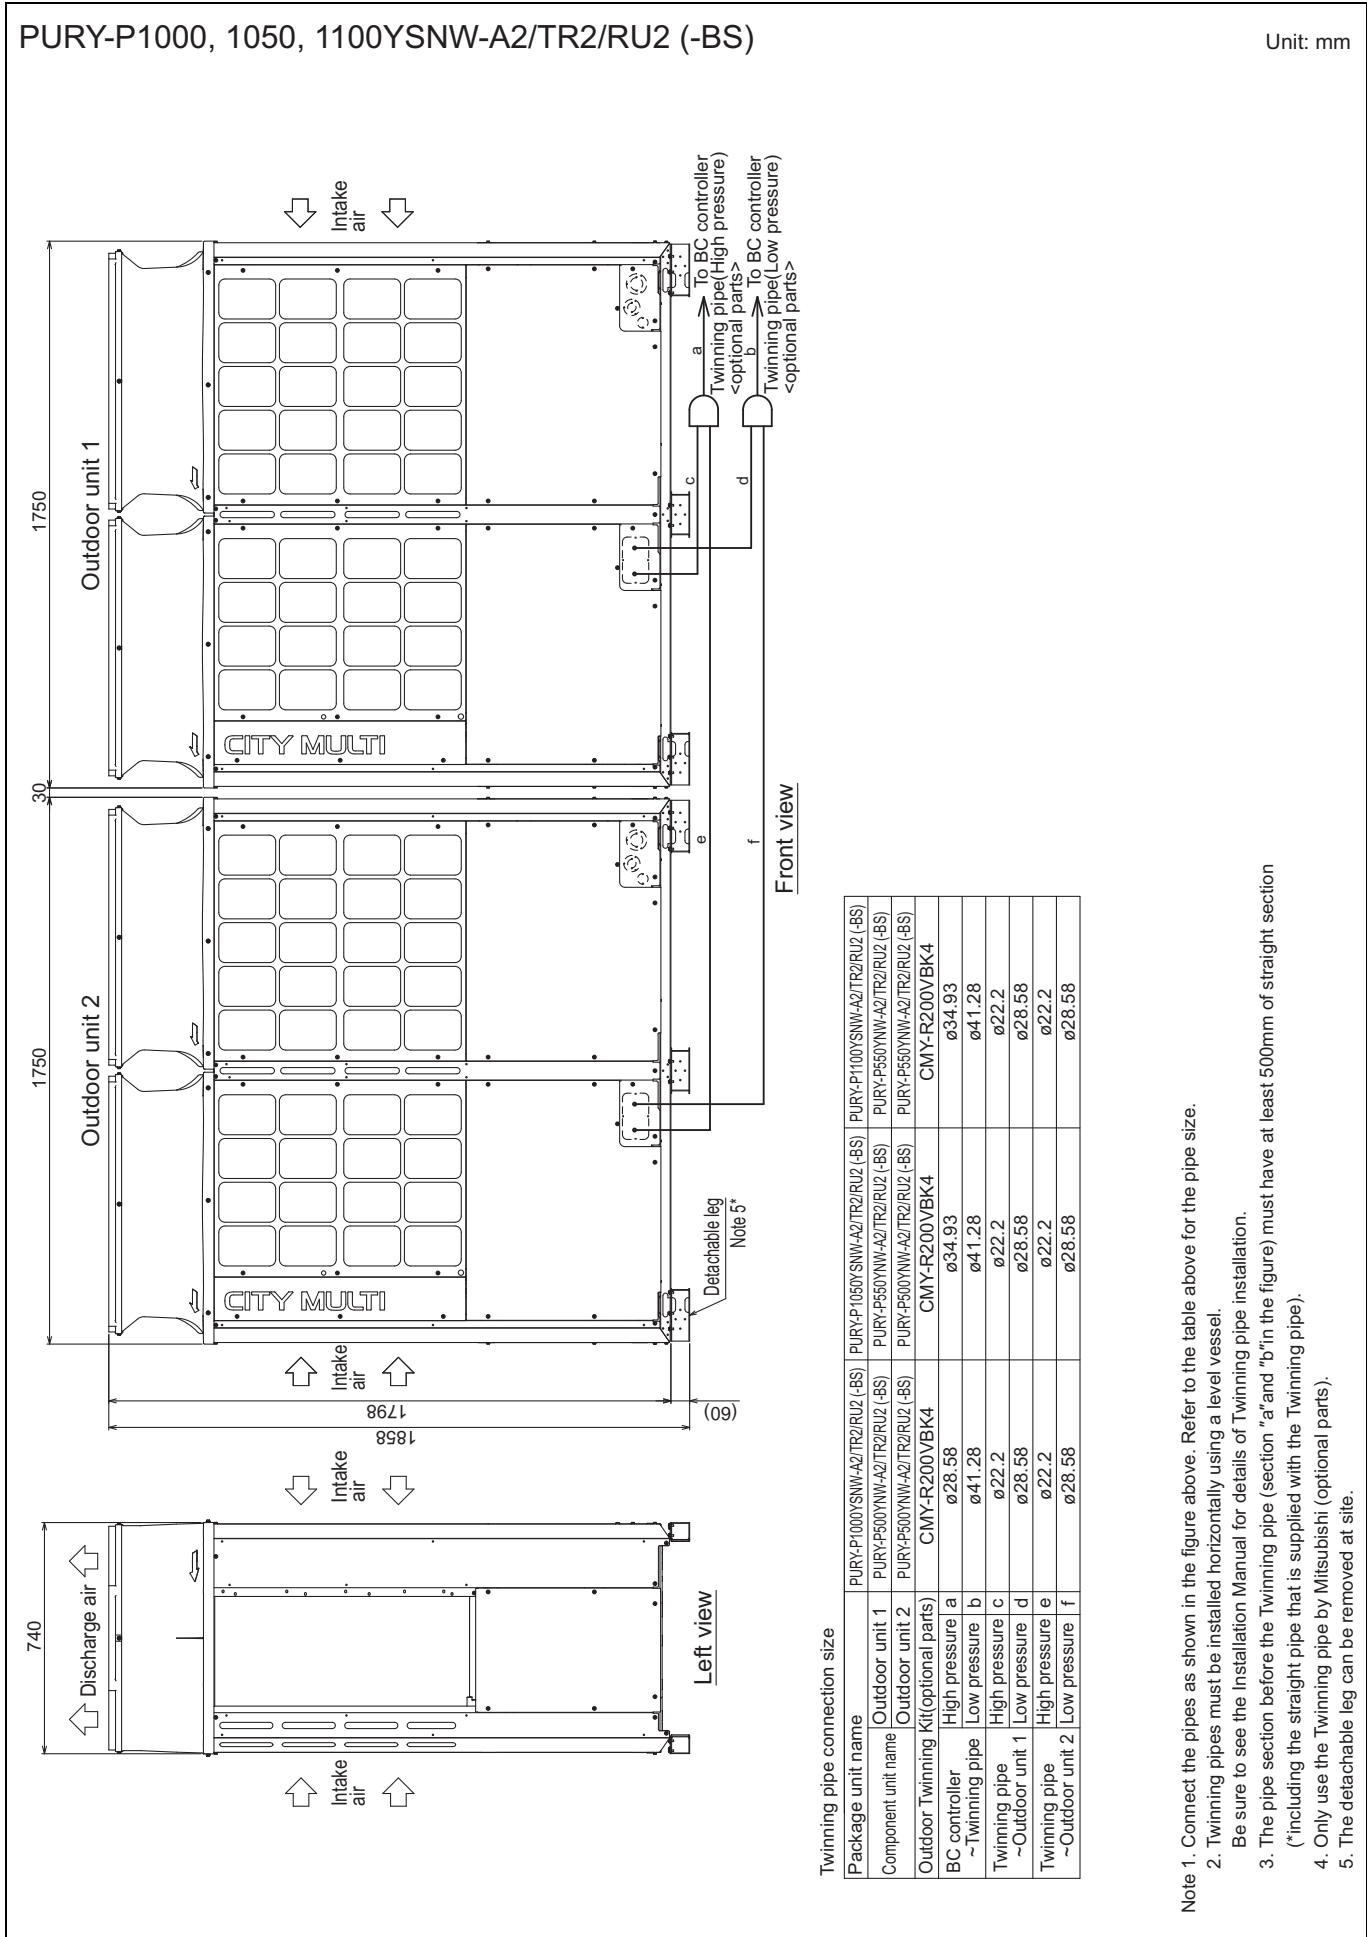 PURY-P1000, 1050, 1100YSNW-A2/TR2/RU2 (-BS)
Unit: mm
740
Discharge air
Intake
air
Intake
air
Left view
1858
1798
(60)
1750
30
1750
Outdoor unit 2
Outdoor unit 1
Intake
air
Intake
air
CITY MULTI
CITY MULTI
Detachable leg
Note 5*
c
d
e
f
a
b
To BC controller
Twinning pipe(High pressure)
<optional parts>
To BC controller
Twinning pipe(Low pressure)
<optional parts>
Front view
Twinning pipe connection size
Package unit name PURY-P1000YSNW-A2/TR2/RU2 (-BS) PURY-P1050YSNW-A2/TR2/RU2 (-BS) PURY-P1100YSNW-A2/TR2/RU2 (-BS)
Component unit name Outdoor unit 1 PURY-P500YNW-A2/TR2/RU2 (-BS) PURY-P550YNW-A2/TR2/RU2 (-BS) PURY-P550YNW-A2/TR2/RU2 (-BS)
Outdoor unit 2 PURY-P500YNW-A2/TR2/RU2 (-BS) PURY-P500YNW-A2/TR2/RU2 (-BS) PURY-P550YNW-A2/TR2/RU2 (-BS)
Outdoor Twinning Kit(optional parts) CMY-R200VBK4 CMY-R200VBK4 CMY-R200VBK4
BC controller High pressure a ø28.58 ø34.93 ø34.93
~Twinning pipe Low pressure b ø41.28 ø41.28 ø41.28
Twinning pipe High pressure c ø22.2 ø22.2 ø22.2
~Outdoor unit 1 Low pressure d ø28.58 ø28.58 ø28.58
Twinning pipe High pressure e ø22.2 ø22.2 ø22.2
~Outdoor unit 2 Low pressure f ø28.58 ø28.58 ø28.58
Note 1. Connect the pipes as shown in the figure above. Refer to the table above for the pipe size.
2. Twinning pipes must be installed horizontally using a level vessel.
Be sure to see the Installation Manual for details of Twinning pipe installation.
3. The pipe section before the Twinning pipe (section "a"and "b"in the figure) must have at least 500mm of straight section
(*including the straight pipe that is supplied with the Twinning pipe).
4. Only use the Twinning pipe by Mitsubishi (optional parts).
5. The detachable leg can be removed at site.